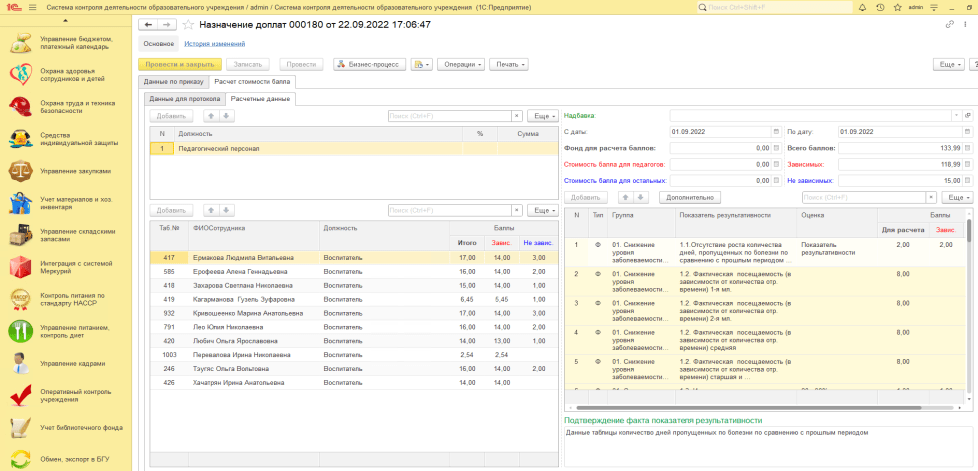 1С Система контроля деятельности образовательного учреждения / admin / Система контроля деятельности образовательного учреждения (1С:Предприятие)
Поиск Ctrl+Shift+F
admin
Управление бюджетом,
платежный календарь
Охрана здоровья
сотрудников и детей
Охрана труда и техника
безопасности
Средства
индивидуальной защиты
Управление закупками
Учет материалов и хоз.
инвентаря
Управление складскими
запасами
Интеграция с системой
Меркурий
Контроль питания по
стандарту HACCP
Управление питанием,
контроль диет
Управление кадрами
Оперативный контроль
учреждения
Учет библиотечного фонда
Обмен, экспорт в БГУ
Назначение доплат 000180 от 22.09.2022 17:06:47
Основное История изменений
Провести и закрыть Записать Провести Бизнес-процесс Операции Печать Еще ?
Данные по приказу Расчет стоимости балла
Данные для протокола Расчетные данные
Добавить Поиск (Ctrl+F) × Еще
N Должность % Сумма
1 Педагогический персонал
Добавить Поиск (Ctrl+F) × Еще
Таб.№ ФИОСотрудника Должность Баллы
Итого Завис. Не завис.
417 Ермакова Людмила Витальевна Воспитатель 17,00 14,00 3,00
585 Ерофеева Алена Геннадьевна Воспитатель 16,00 14,00 2,00
418 Захарова Светлана Николаевна Воспитатель 15,00 14,00 1,00
419 Кагарманова Гузель Зуфаровна Воспитатель 6,45 5,45 1,00
932 Кривошеенко Марина Анатольевна Воспитатель 17,00 14,00 3,00
791 Лео Юлия Николаевна Воспитатель 16,00 14,00 2,00
420 Любич Ольга Ярославовна Воспитатель 14,00 13,00 1,00
1003 Перевалова Ирина Николаевна Воспитатель 2,54 2,54
246 Таугяс Ольга Вольтовна Воспитатель 16,00 14,00 2,00
426 Хачатрян Ирина Анатольевна Воспитатель 14,00 14,00
Надбавка:
С даты: 01.09.2022 По дату: 01.09.2022
Фонд для расчета баллов: 0,00 Всего баллов: 133,99
Стоимость балла для педагогов: 0,00 Зависимых: 118,99
Стоимость балла для остальных: 0,00 Не зависимых: 15,00
Добавить Дополнительно Поиск (Ctrl+F) × Еще
N Тип Группа Показатель результативности Оценка Баллы
Для расчета Завис.
1 01. Снижение 1.1.Отсутствие роста количества Показатель 2,00 2,00
уровня дней, пропущенных по болезни по результативности
заболеваемости... сравнению с прошлым периодом ...
2 01. Снижение 1.2. Фактическая посещаемость (в 8,00
уровня зависимости от количества отр.
заболеваемости... времени) 1-я мл.
3 01. Снижение 1.2. Фактическая посещаемость (в 8,00
уровня зависимости от количества отр.
заболеваемости... времени) 2-я мл.
4 01. Снижение 1.2. Фактическая посещаемость (в 8,00
уровня зависимости от количества отр.
заболеваемости... времени) средняя
5 01. Снижение 1.2. Фактическая посещаемость (в 8,00
уровня зависимости от количества отр.
заболеваемости... времени) старшая и ...
Подтверждение факта показателя результативности
Данные таблицы количество дней пропущенных по болезни по сравнению с прошлым периодом